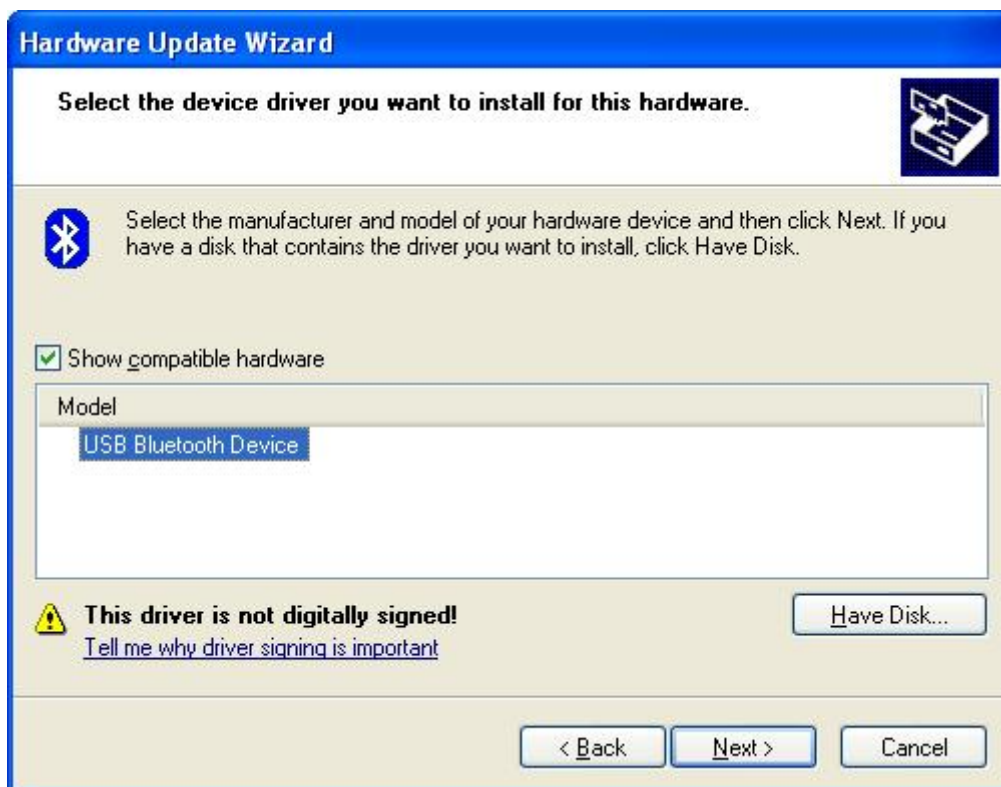 Hardware Update Wizard
Select the device driver you want to install for this hardware.
Select the manufacturer and model of your hardware device and then click Next. If you
have a disk that contains the driver you want to install, click Have Disk.
Show compatible hardware
Model
USB Bluetooth Device
This driver is not digitally signed!
Have Disk...
Tell me why driver signing is important
< Back
Next >
Cancel